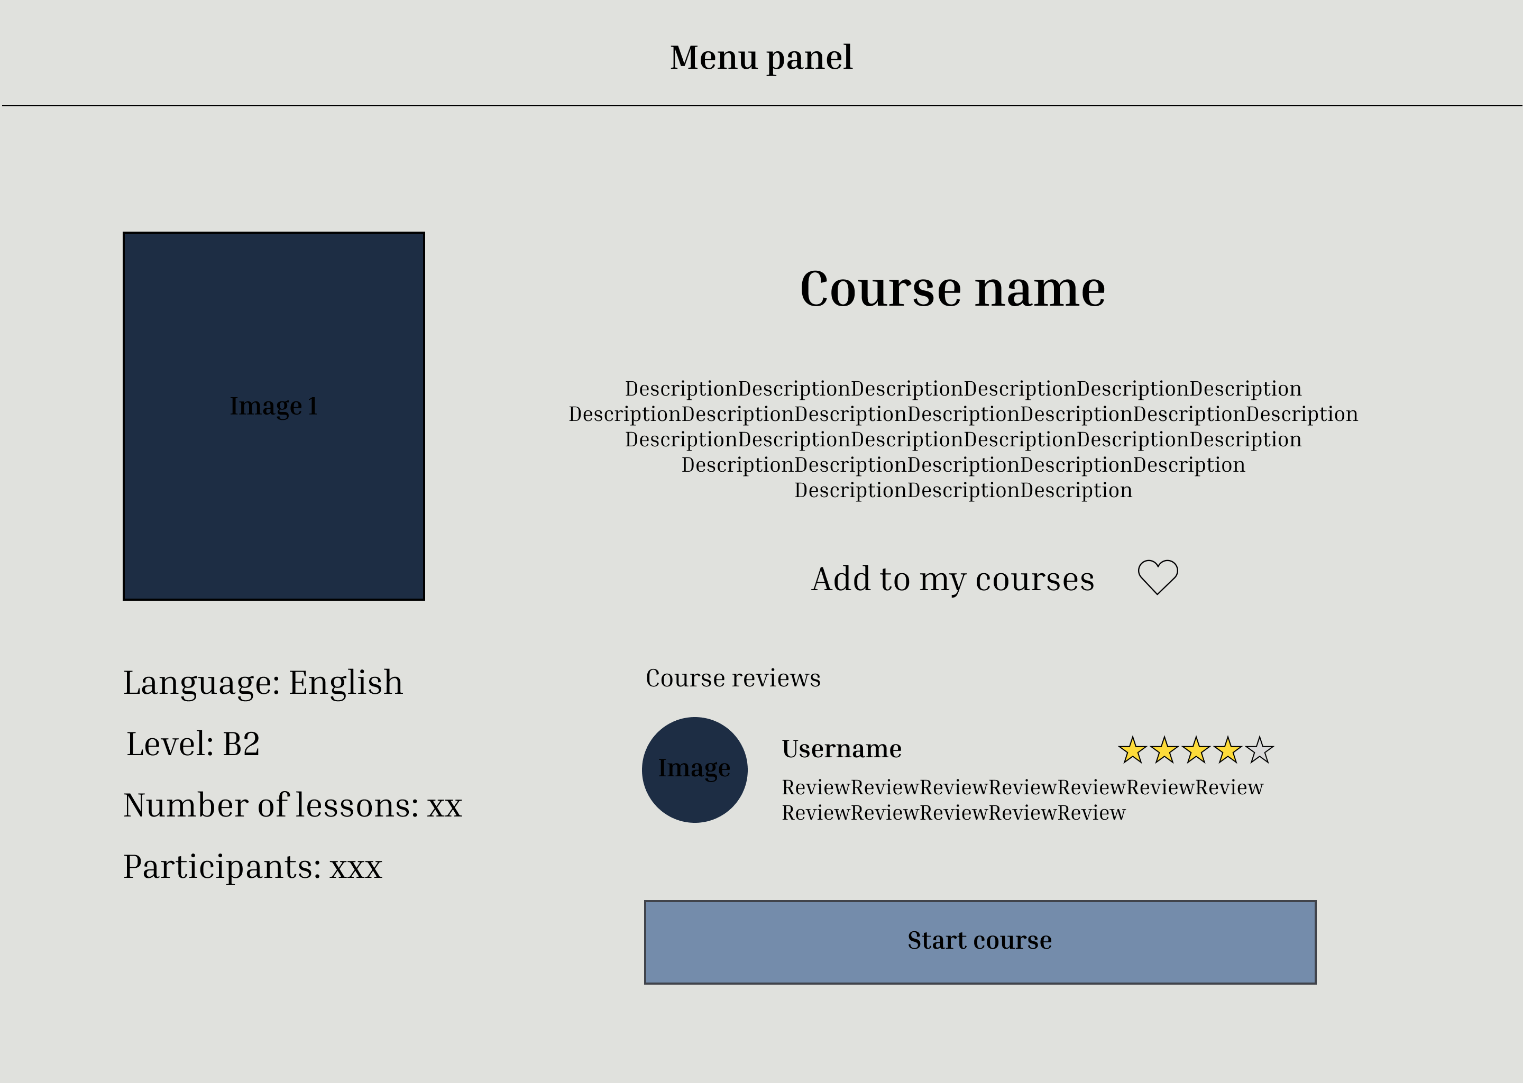 Menu panel
Image 1
Course name
DescriptionDescriptionDescriptionDescriptionDescriptionDescription
DescriptionDescriptionDescriptionDescriptionDescriptionDescriptionDescription
DescriptionDescriptionDescriptionDescriptionDescriptionDescription
DescriptionDescriptionDescriptionDescriptionDescription
DescriptionDescriptionDescription
Add to my courses
Language: English
Level: B2
Number of lessons: xx
Participants: xxx
Course reviews
Image
Username
ReviewReviewReviewReviewReviewReviewReview
ReviewReviewReviewReviewReview
Start course